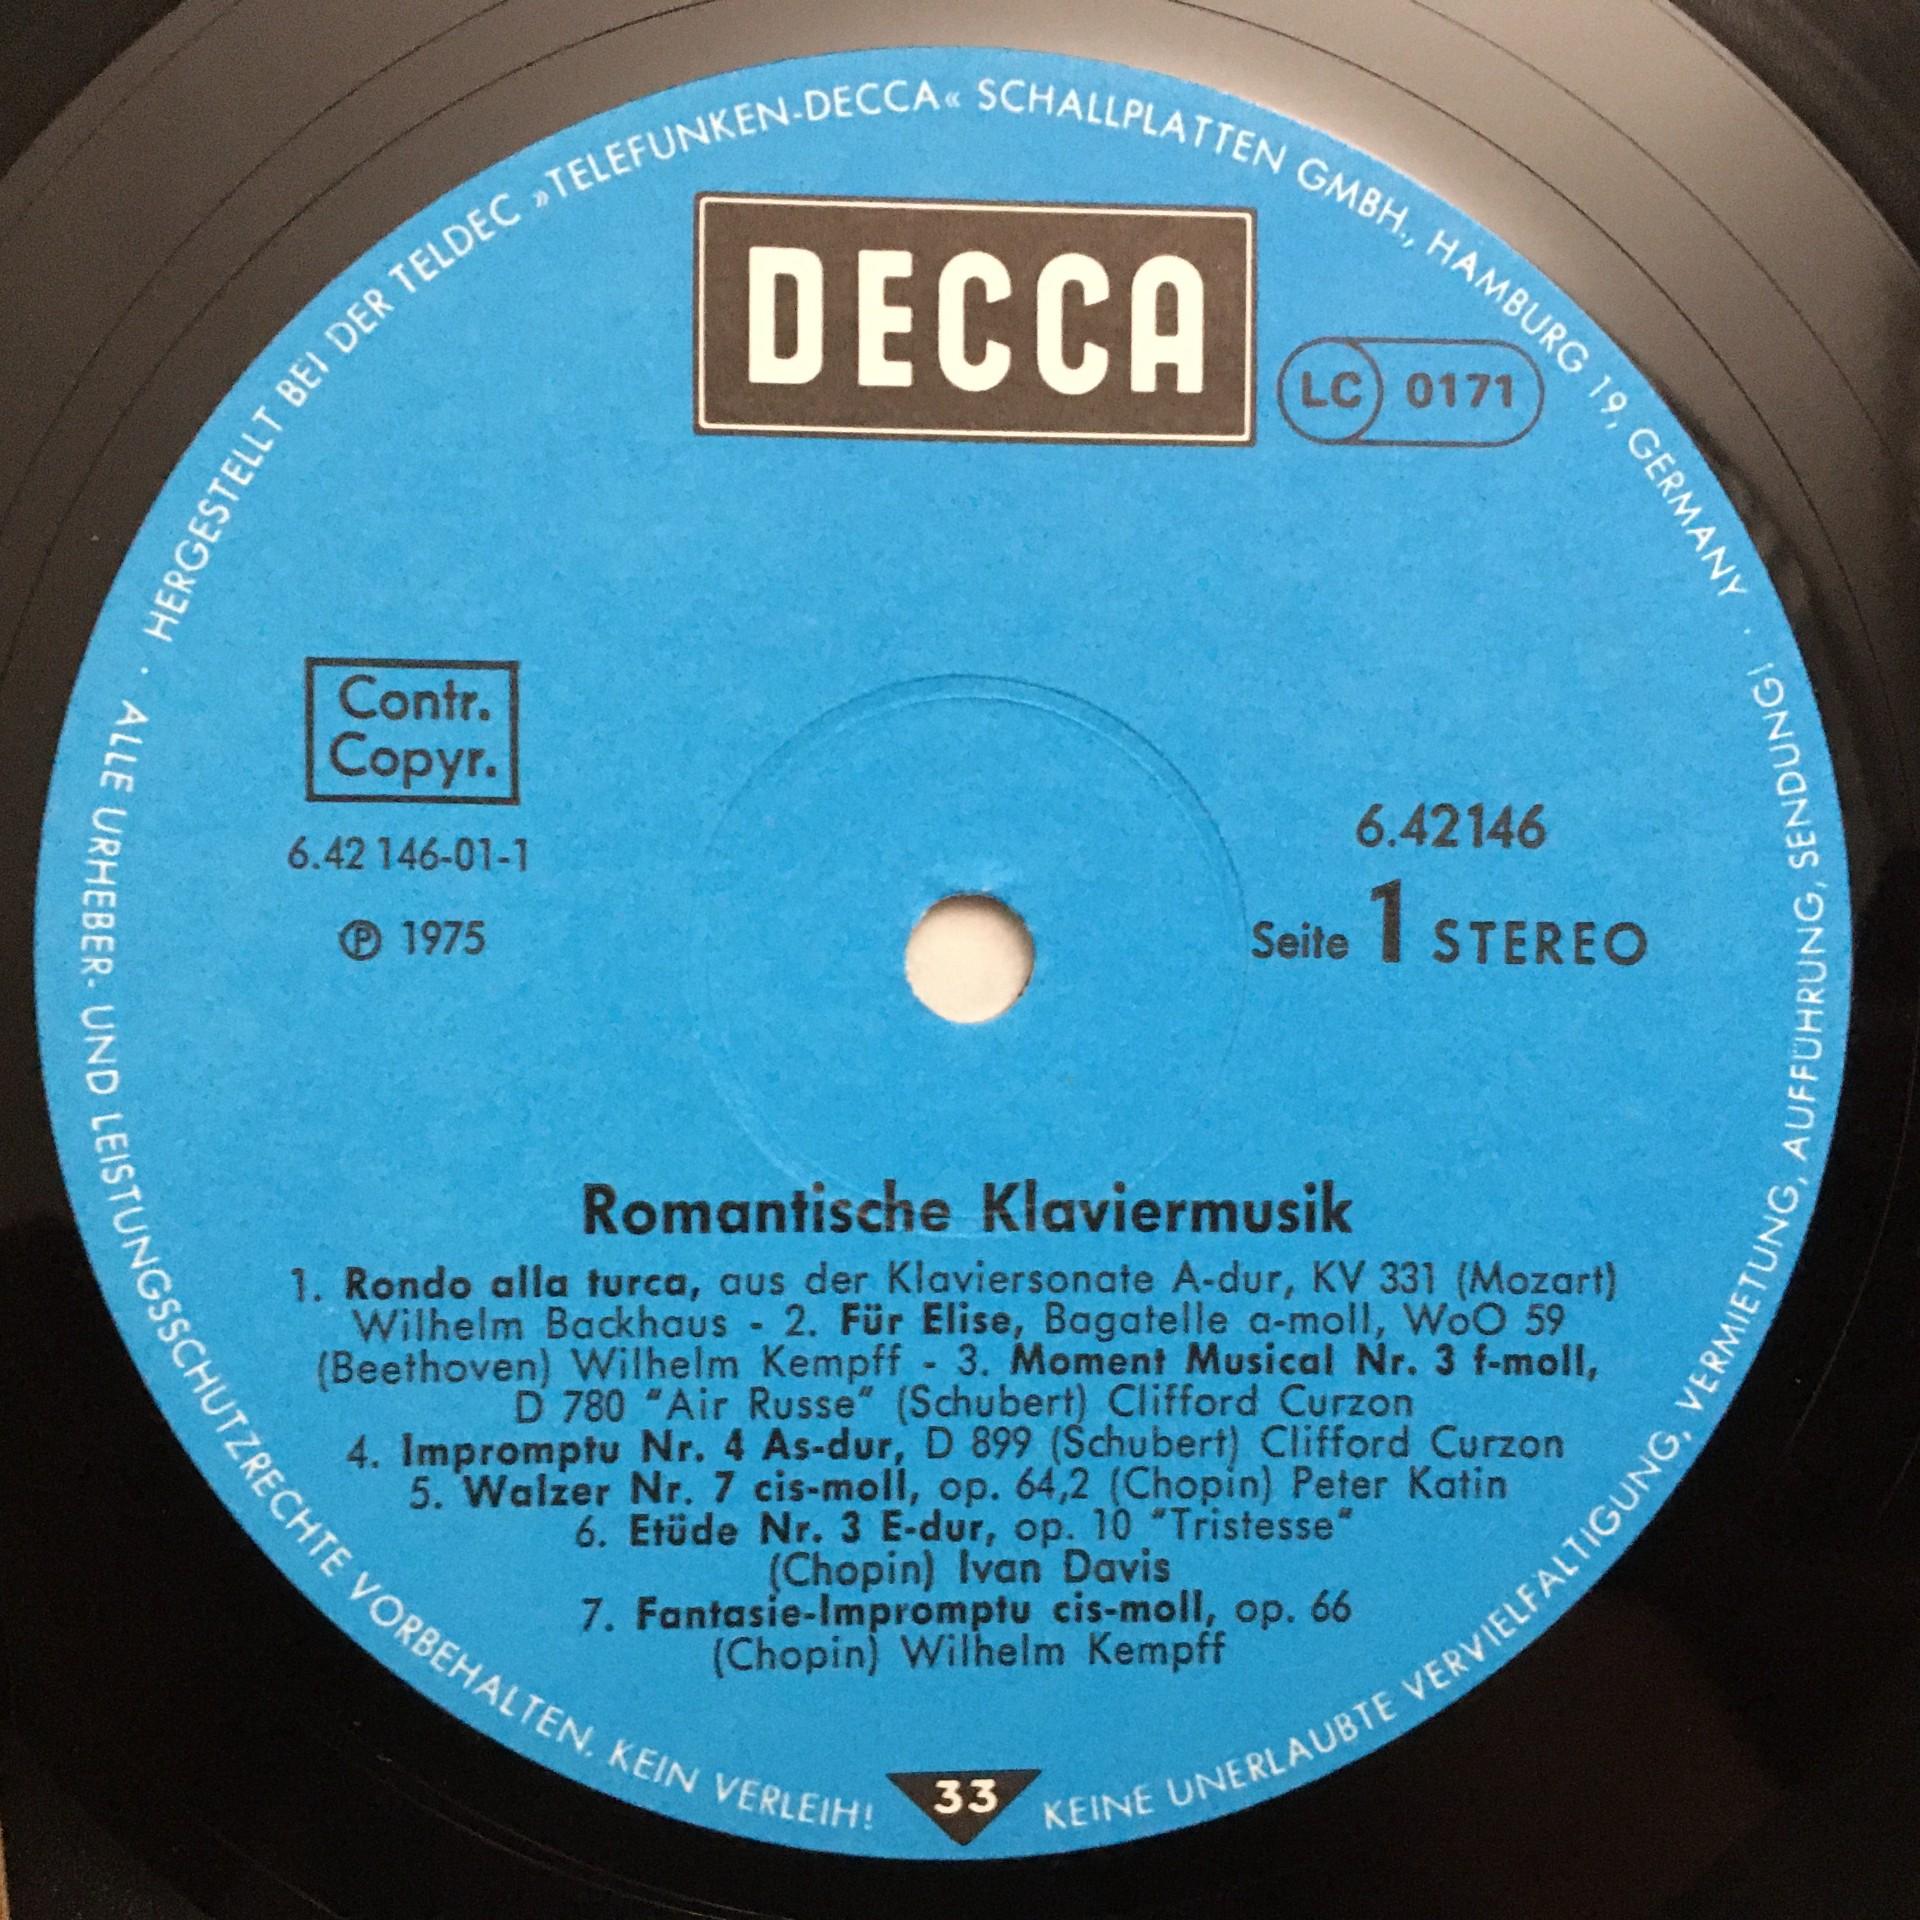 HERGESTELLT BEI DER TELDEC »TELEFUNKEN-DECCA« SCHALLPLATTEN GMBH., HAMBURG 19, GERMANY ·
DECCA
LC 0171
Contr.
Copyr.
6.42 146-01-1
℗ 1975
6.42146
Seite 1 STEREO
Romantische Klaviermusik
1. Rondo alla turca, aus der Klaviersonate A-dur, KV 331 (Mozart)
Wilhelm Backhaus - 2. Für Elise, Bagatelle a-moll, WoO 59
(Beethoven) Wilhelm Kempff - 3. Moment Musical Nr. 3 f-moll,
D 780 "Air Russe" (Schubert) Clifford Curzon
4. Impromptu Nr. 4 As-dur, D 899 (Schubert) Clifford Curzon
5. Walzer Nr. 7 cis-moll, op. 64,2 (Chopin) Peter Katin
6. Etüde Nr. 3 E-dur, op. 10 "Tristesse"
(Chopin) Ivan Davis
7. Fantasie-Impromptu cis-moll, op. 66
(Chopin) Wilhelm Kempff
· ALLE URHEBER- UND LEISTUNGSSCHUTZRECHTE VORBEHALTEN. KEIN VERLEIH!
33
KEINE UNERLAUBTE VERVIELFÄLTIGUNG, VERMIETUNG, AUFFÜHRUNG, SENDUNG!